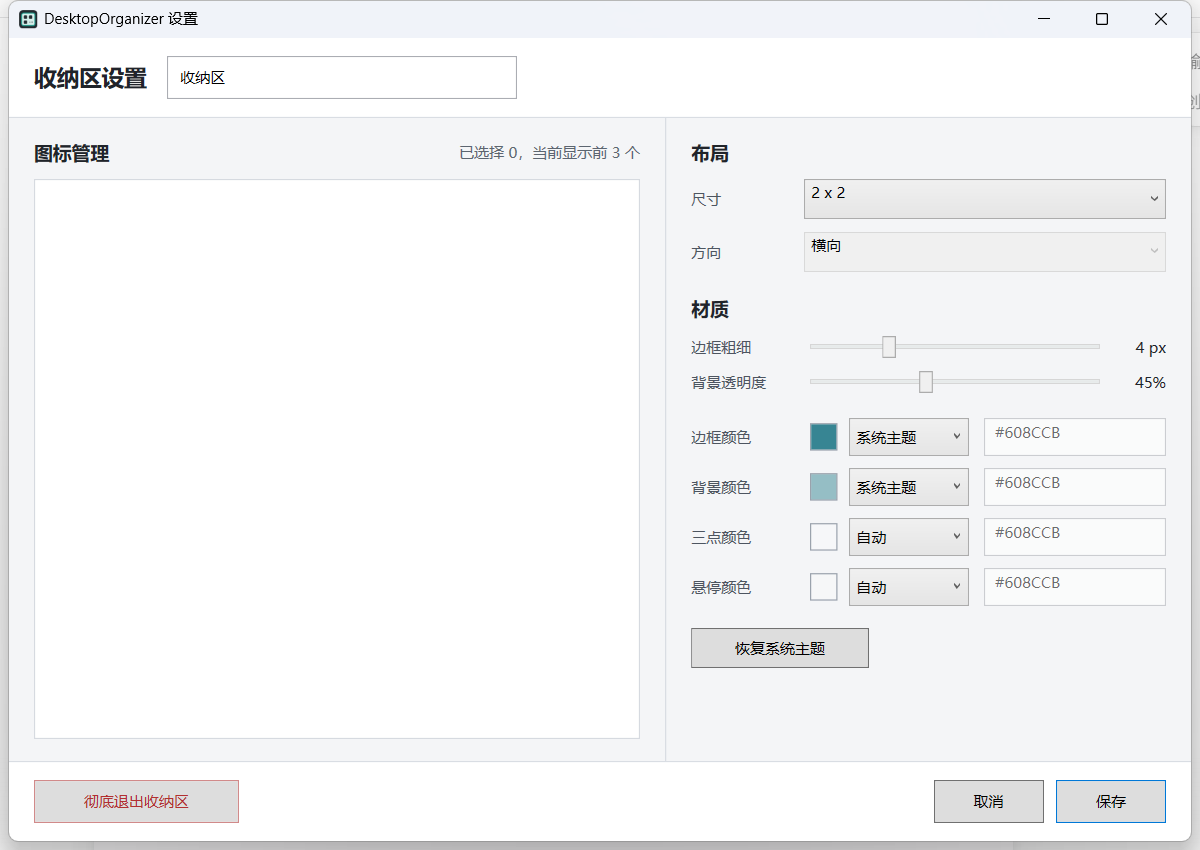 DesktopOrganizer 设置
收纳区设置
收纳区
图标管理
已选择 0，当前显示前 3 个
布局
尺寸
2 x 2
方向
横向
材质
边框粗细
4 px
背景透明度
45%
边框颜色
系统主题
#608CCB
背景颜色
系统主题
#608CCB
三点颜色
自动
#608CCB
悬停颜色
自动
#608CCB
恢复系统主题
彻底退出收纳区
取消
保存